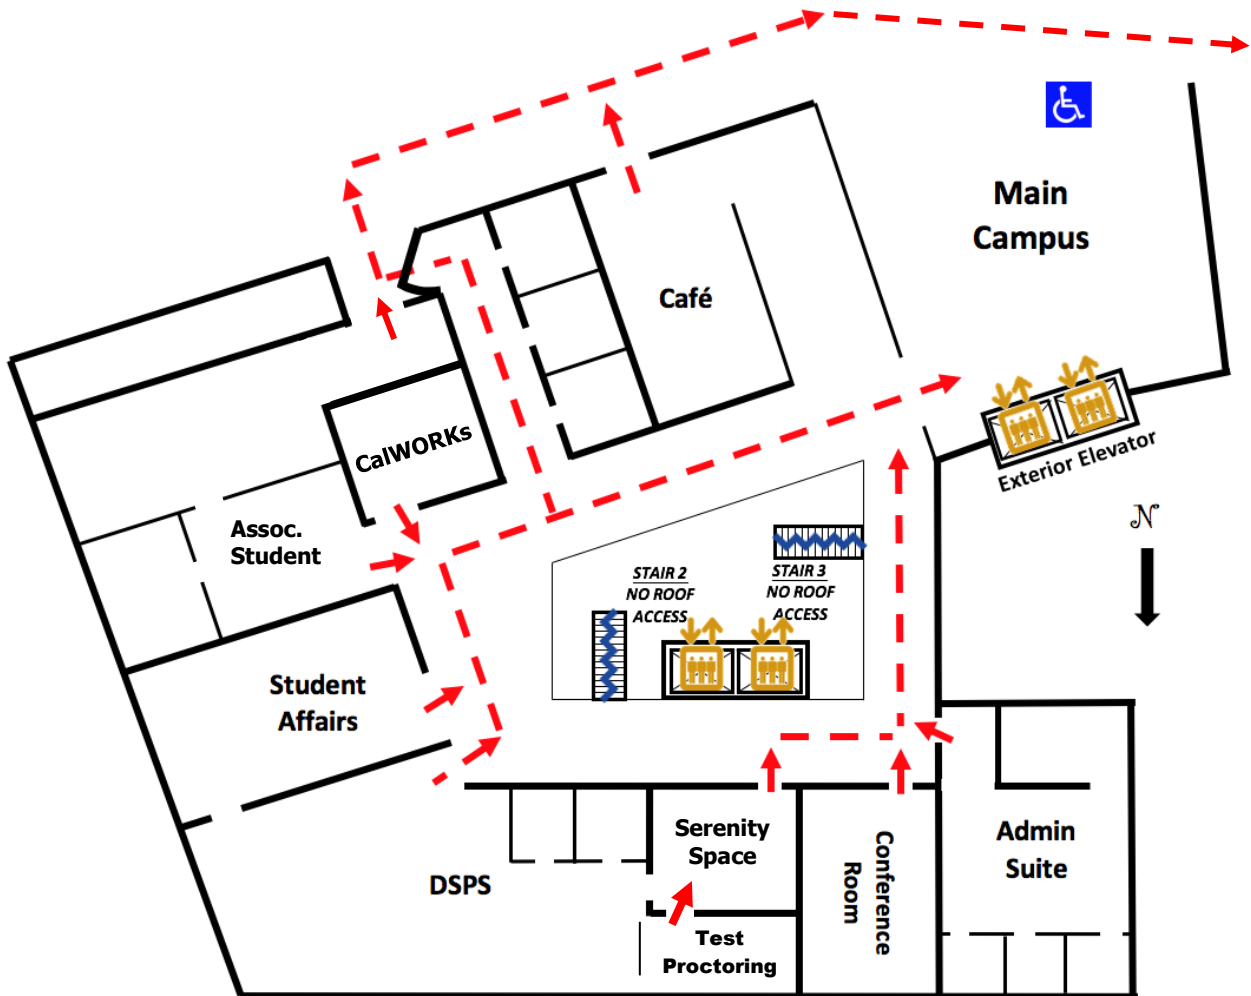 Main
Campus
Café
Exterior Elevator
CalWORKs
N
Assoc.
Student
STAIR 2
NO ROOF
ACCESS
STAIR 3
NO ROOF
ACCESS
Student
Affairs
Serenity
Space
Conference
Room
Admin
Suite
DSPS
Test
Proctoring